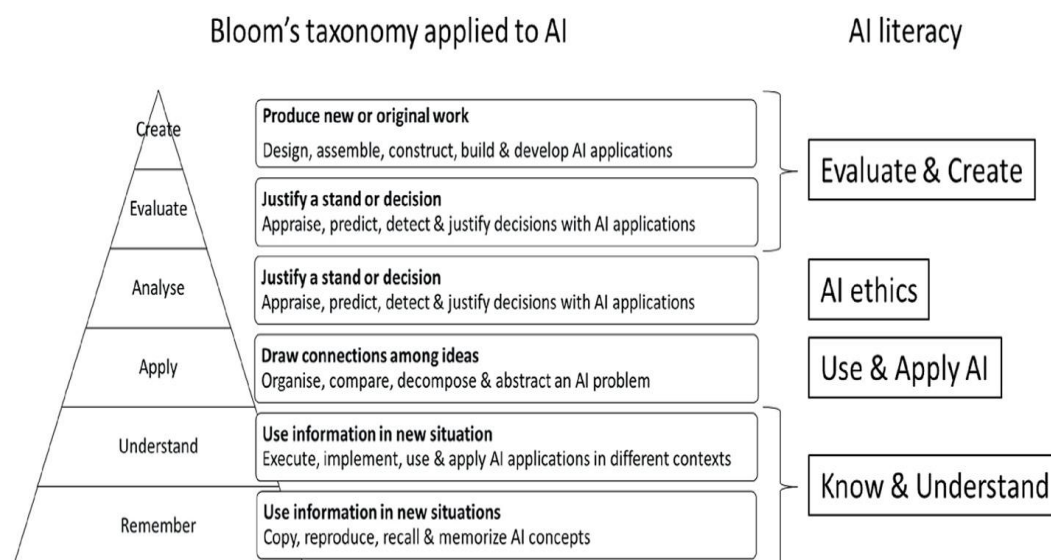 Bloom's taxonomy applied to AI
AI literacy
Create
Produce new or original work
Design, assemble, construct, build & develop AI applications
Evaluate & Create
Evaluate
Justify a stand or decision
Appraise, predict, detect & justify decisions with AI applications
Analyse
Justify a stand or decision
Appraise, predict, detect & justify decisions with AI applications
AI ethics
Apply
Draw connections among ideas
Organise, compare, decompose & abstract an AI problem
Use & Apply AI
Understand
Use information in new situation
Execute, implement, use & apply AI applications in different contexts
Know & Understand
Remember
Use information in new situations
Copy, reproduce, recall & memorize AI concepts